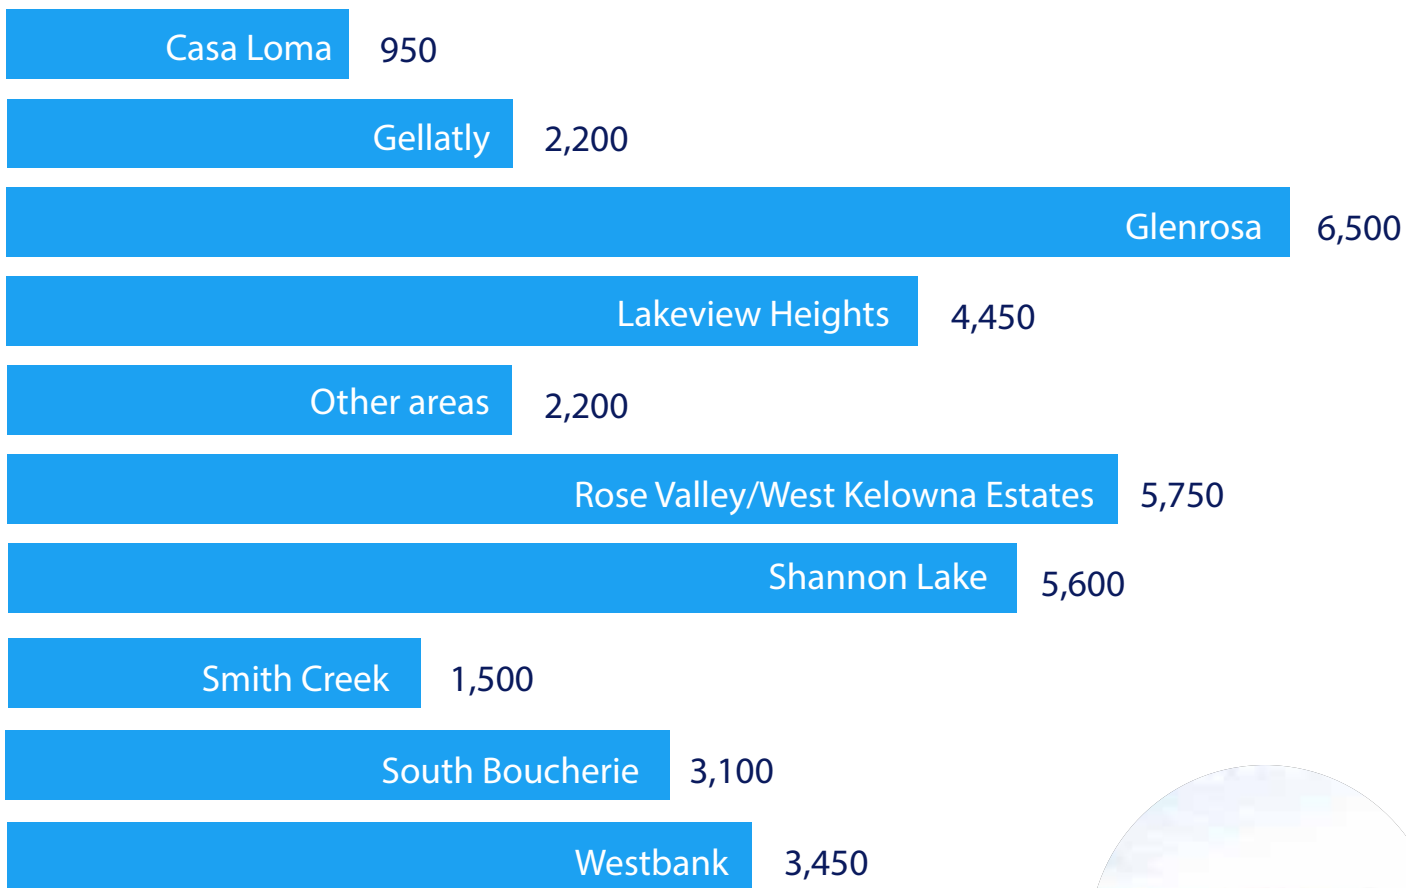 Casa Loma 950
Gellatly 2,200
Glenrosa 6,500
Lakeview Heights 4,450
Other areas 2,200
Rose Valley/West Kelowna Estates 5,750
Shannon Lake 5,600
Smith Creek 1,500
South Boucherie 3,100
Westbank 3,450